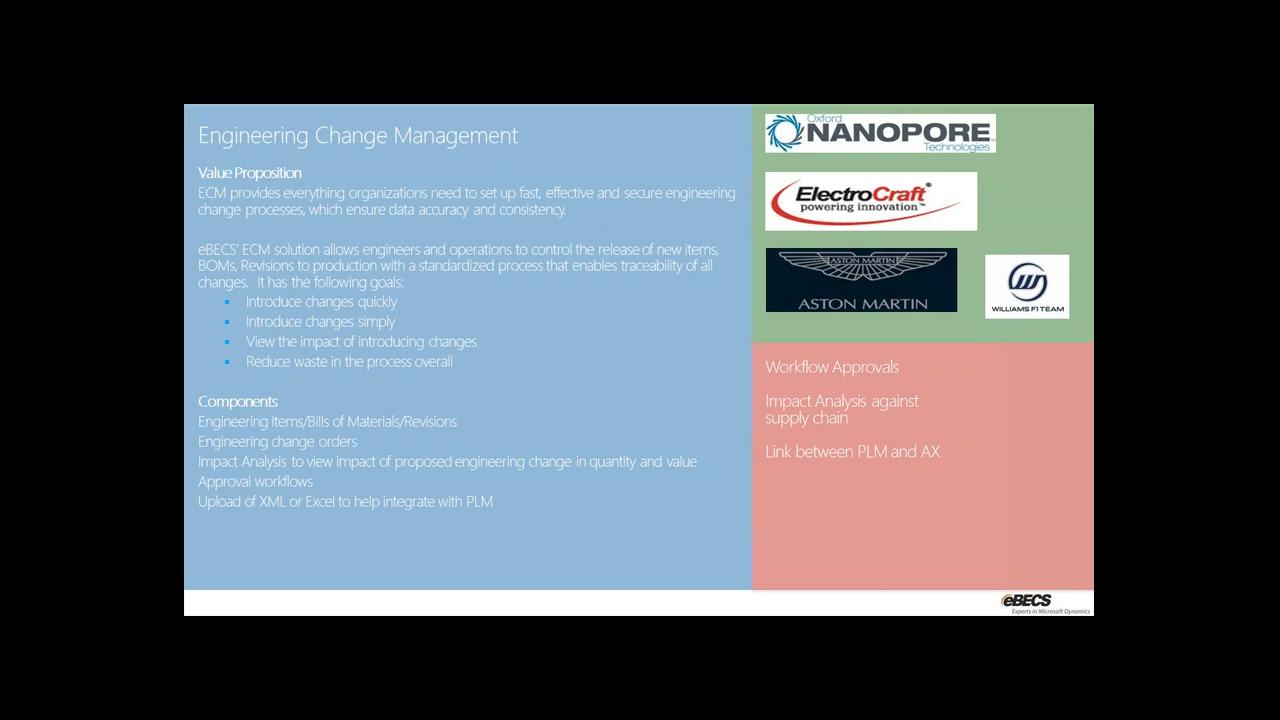 Engineering Change Management
Value Proposition
ECM provides everything organizations need to set up fast, effective and secure engineering
change processes, which ensure data accuracy and consistency.
eBECS' ECM solution allows engineers and operations to control the release of new items,
BOMs, Revisions to production with a standardized process that enables traceability of all
changes. It has the following goals:
Introduce changes quickly
Introduce changes simply
View the impact of introducing changes
Reduce waste in the process overall
Components
Engineering Items/Bills of Materials/Revisions
Engineering change orders
Impact Analysis to view impact of proposed engineering change in quantity and value
Approval workflows
Upload of XML or Excel to help integrate with PLM
Oxford
NANOPORE
Technologies
ElectroCraft®
powering innovation™
ASTON MARTIN
ASTON MARTIN
WILLIAMS F1 TEAM
Workflow Approvals
Impact Analysis against
supply chain
Link between PLM and AX
eBECS
Experts in Microsoft Dynamics